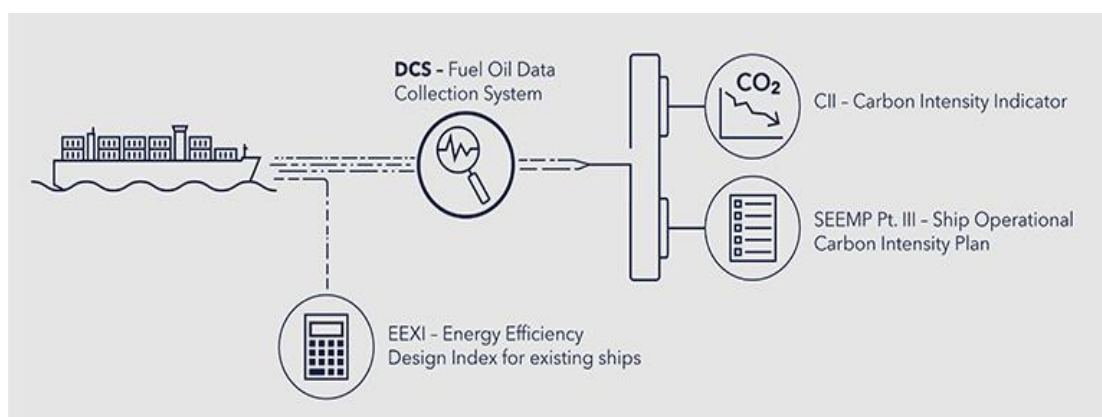 DCS – Fuel Oil Data
Collection System
CO₂
CII – Carbon Intensity Indicator
SEEMP Pt. III – Ship Operational
Carbon Intensity Plan
EEXI – Energy Efficiency
Design Index for existing ships